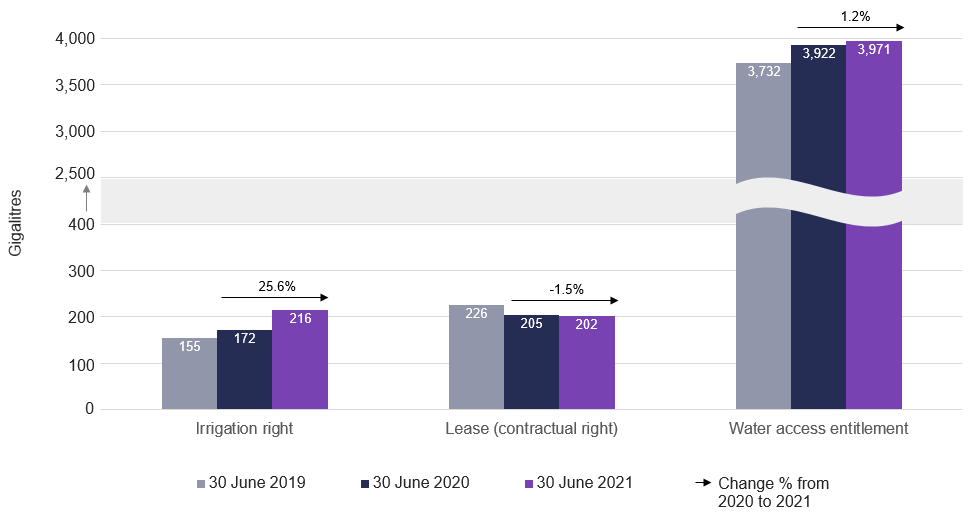 1.2%
4,000
3,922
3,971
3,732
3,500
3,000
2,500
Gigalitres
400
300
25.6%
-1.5%
200
216
226
205
202
172
155
100
0
Irrigation right
Lease (contractual right)
Water access entitlement
30 June 2019
30 June 2020
30 June 2021
Change % from
2020 to 2021